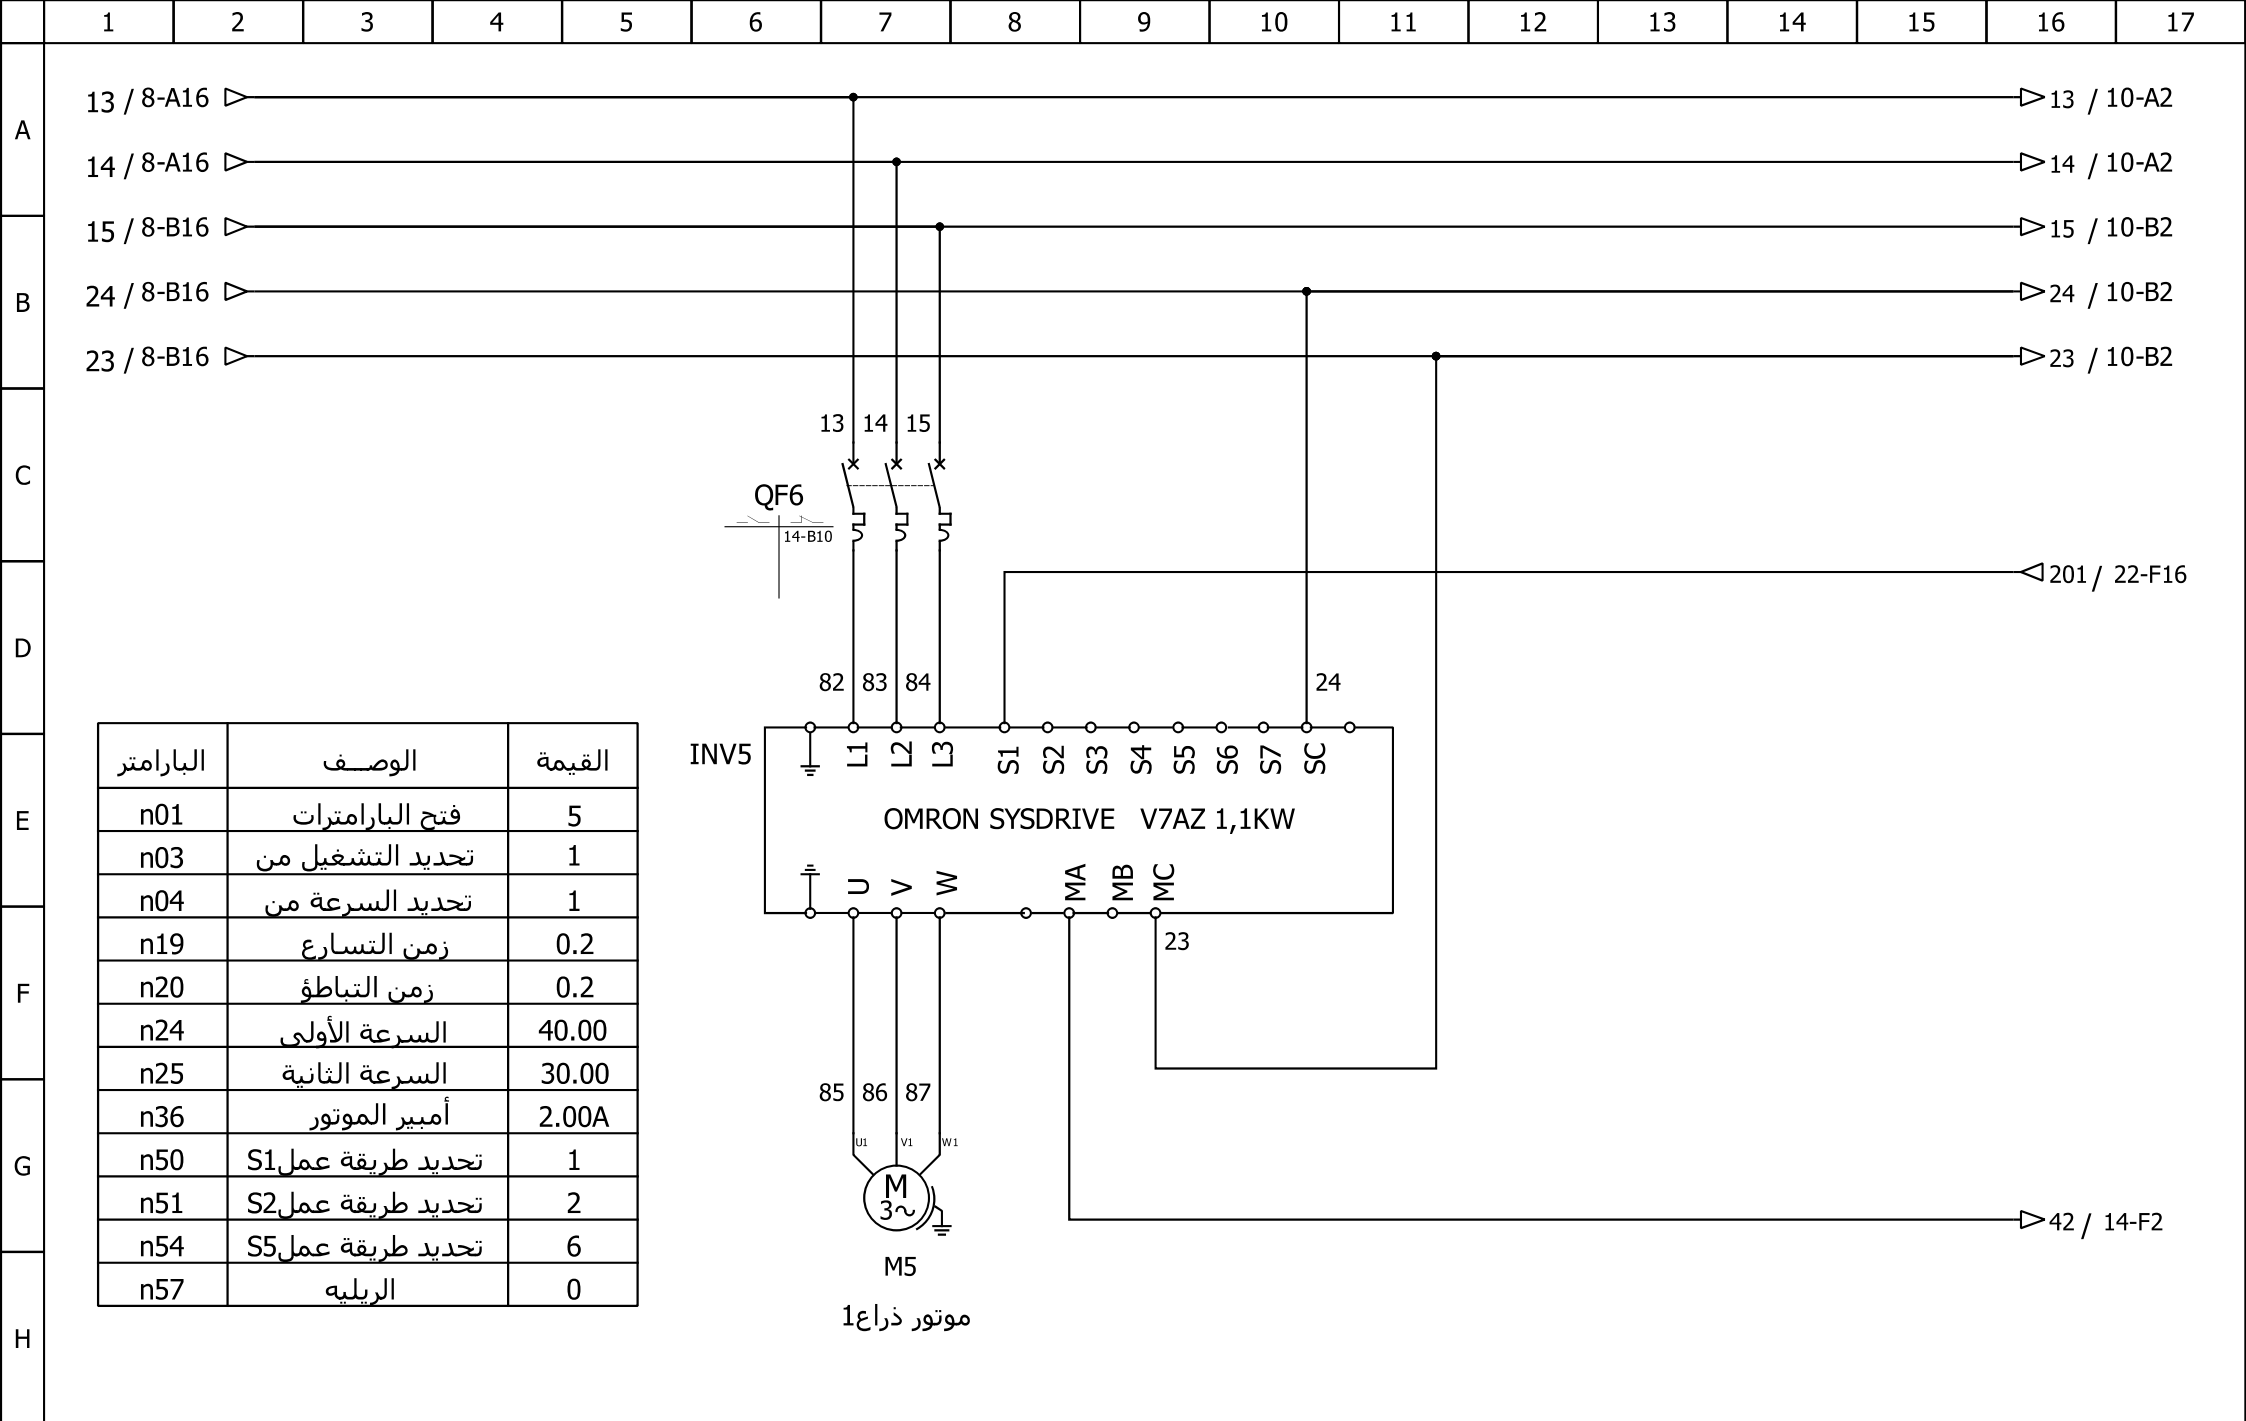 1 2 3 4 5 6 7 8 9 10 11 12 13 14 15 16 17
A
B
C
D
E
F
G
H
13 / 8-A16
13 / 10-A2
14 / 8-A16
14 / 10-A2
15 / 8-B16
15 / 10-B2
24 / 8-B16
24 / 10-B2
23 / 8-B16
23 / 10-B2
13 14 15
QF6
14-B10
201 / 22-F16
82 83 84
24
INV5
L1 L2 L3 S1 S2 S3 S4 S5 S6 S7 SC
OMRON SYSDRIVE V7AZ 1,1KW
U V W MA MB MC
23
85 86 87
U1 V1 W1
M
3~
M5
موتور ذراع1
42 / 14-F2
البارامتر الوصـــف القيمة
n01 فتح البارامترات 5
n03 تحديد التشغيل من 1
n04 تحديد السرعة من 1
n19 زمن التسارع 0.2
n20 زمن التباطؤ 0.2
n24 السرعة الأولى 40.00
n25 السرعة الثانية 30.00
n36 أمبير الموتور 2.00A
n50 تحديد طريقة عملS1 1
n51 تحديد طريقة عملS2 2
n54 تحديد طريقة عملS5 6
n57 الريليه 0